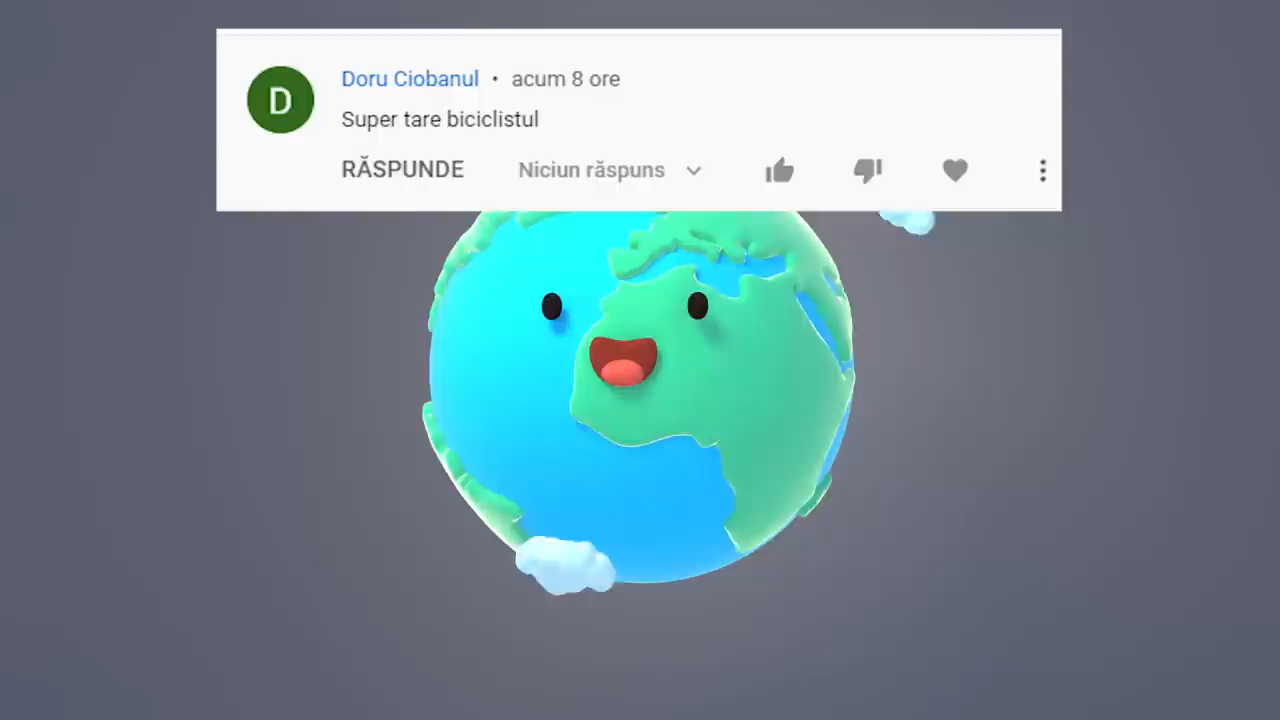 D
Doru Ciobanul • acum 8 ore
Super tare biciclistul
RĂSPUNDE Niciun răspuns